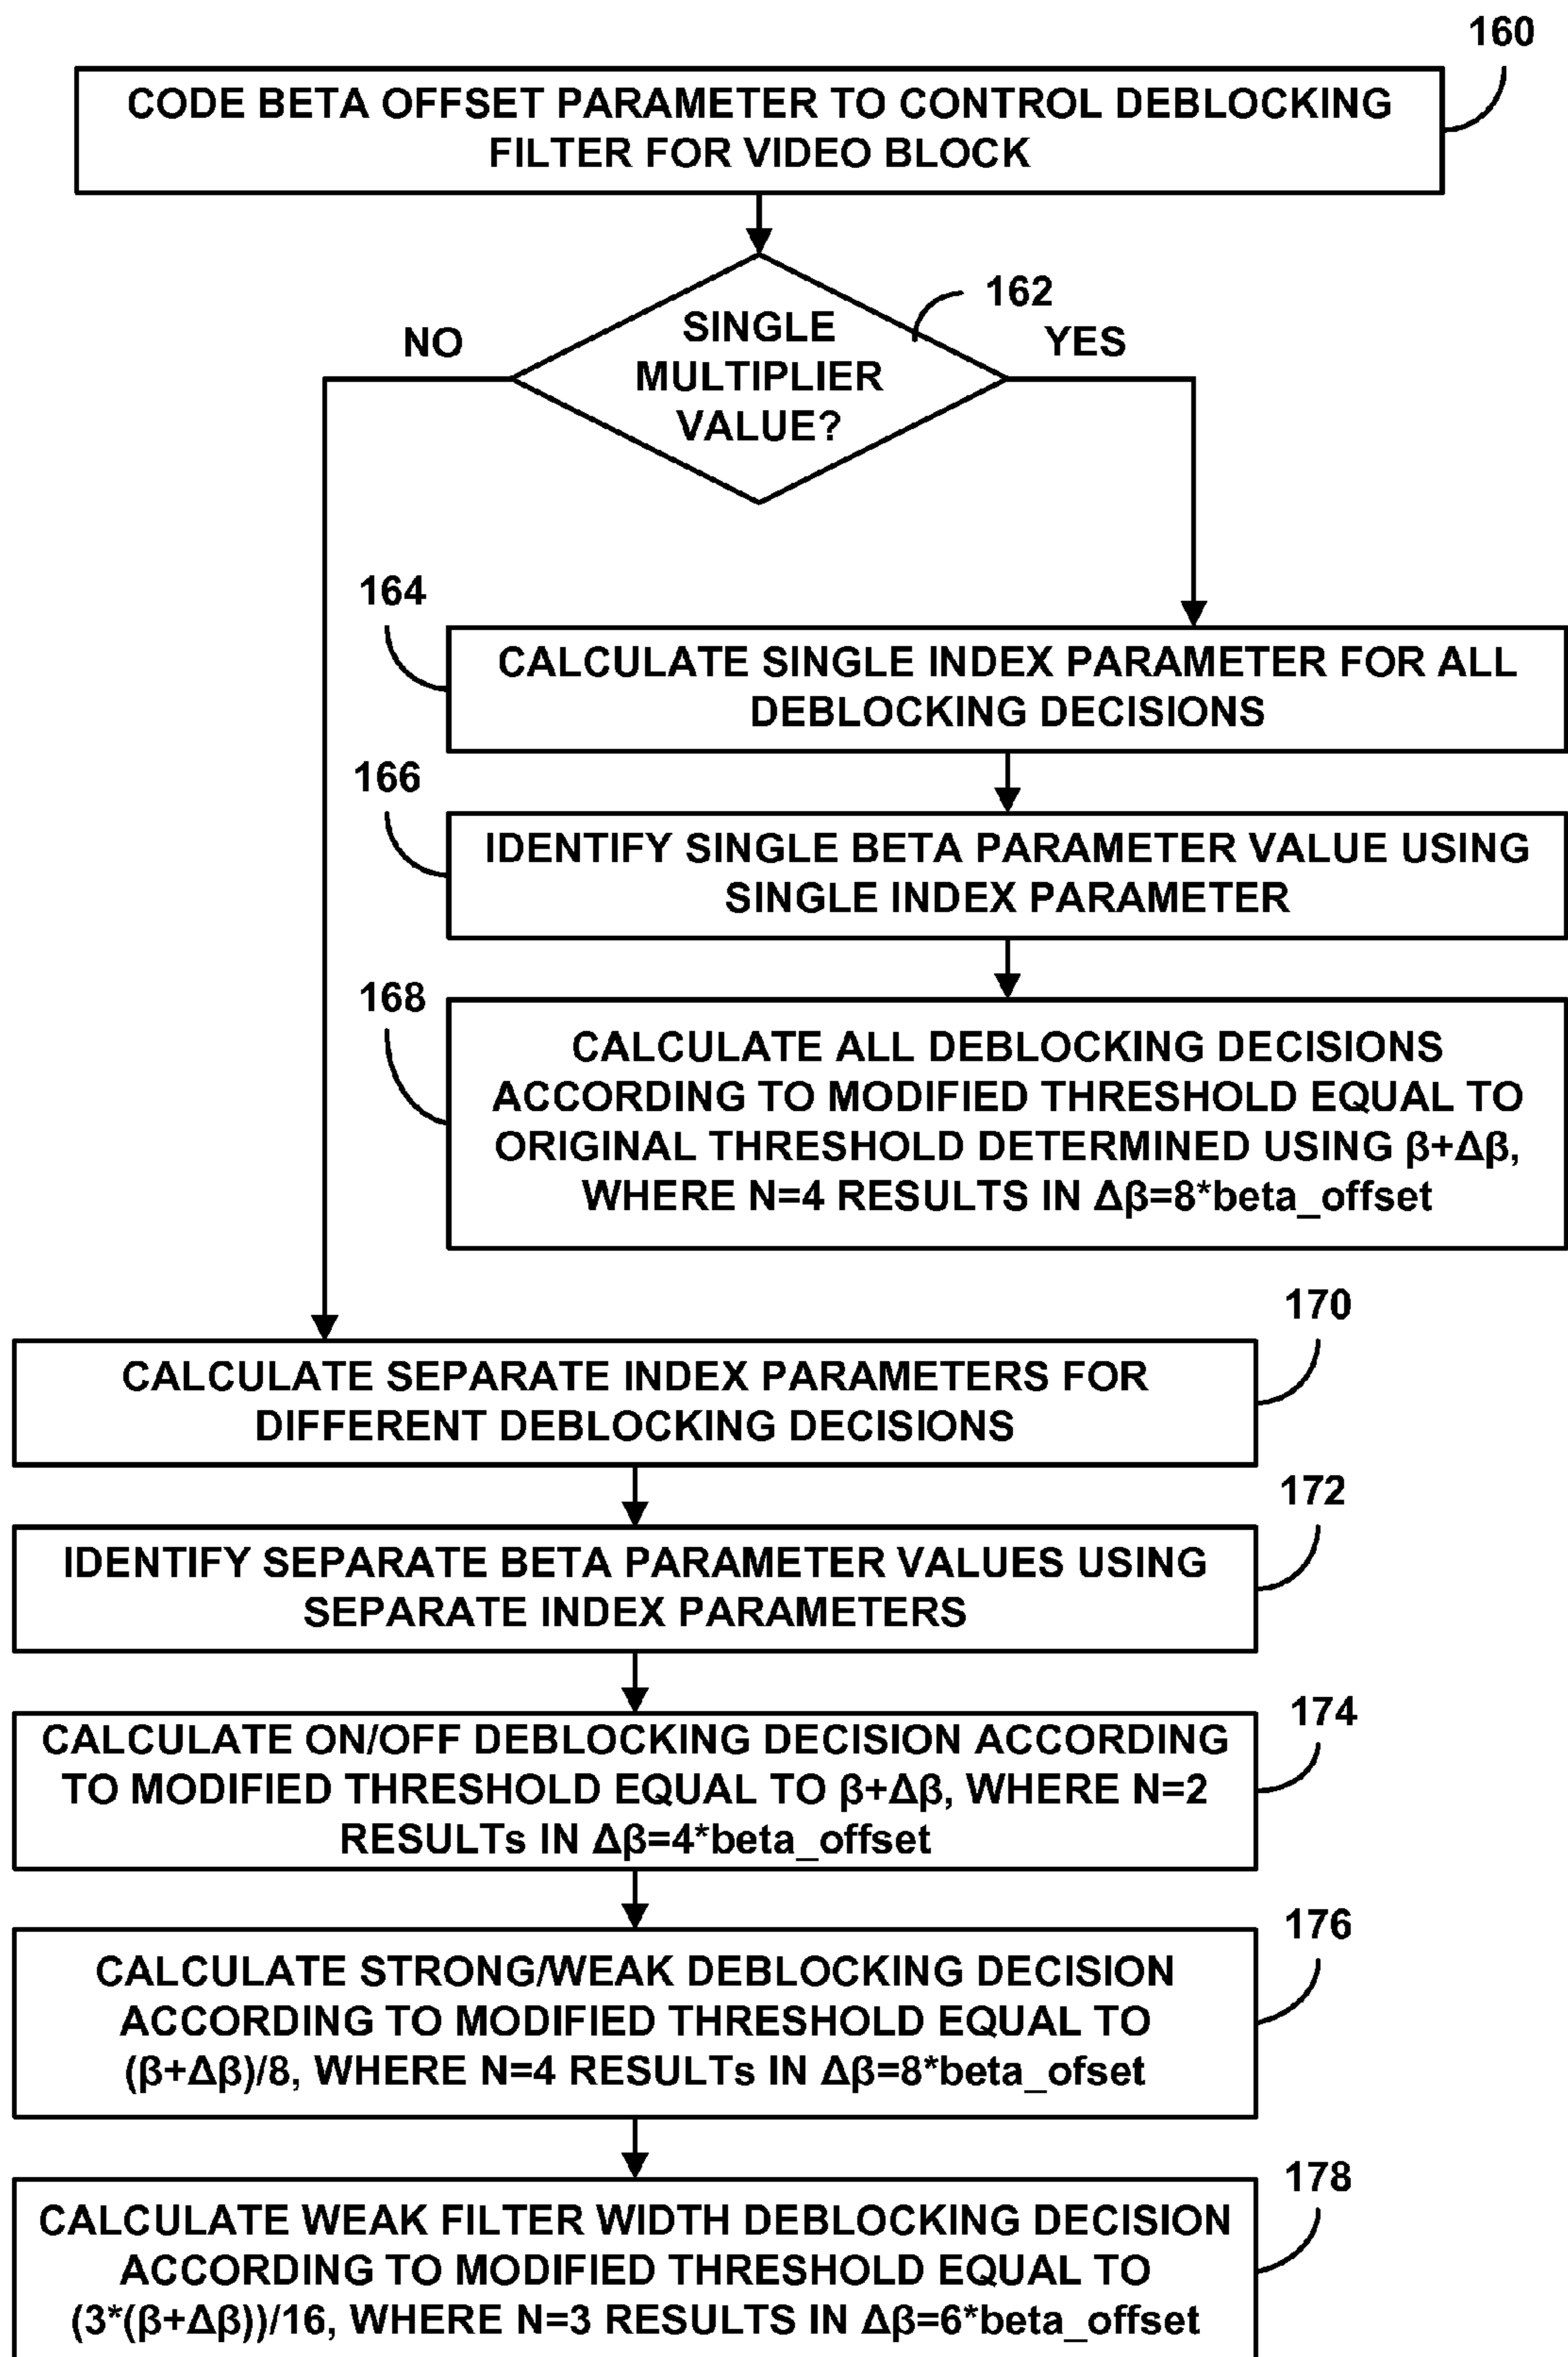 160
CODE BETA OFFSET PARAMETER TO CONTROL DEBLOCKING
FILTER FOR VIDEO BLOCK
162
NO
YES
SINGLE
MULTIPLIER
VALUE?
164
CALCULATE SINGLE INDEX PARAMETER FOR ALL
DEBLOCKING DECISIONS
166
IDENTIFY SINGLE BETA PARAMETER VALUE USING
SINGLE INDEX PARAMETER
168
CALCULATE ALL DEBLOCKING DECISIONS
ACCORDING TO MODIFIED THRESHOLD EQUAL TO
ORIGINAL THRESHOLD DETERMINED USING β+Δβ,
WHERE N=4 RESULTS IN Δβ=8*beta_offset
170
CALCULATE SEPARATE INDEX PARAMETERS FOR
DIFFERENT DEBLOCKING DECISIONS
172
IDENTIFY SEPARATE BETA PARAMETER VALUES USING
SEPARATE INDEX PARAMETERS
174
CALCULATE ON/OFF DEBLOCKING DECISION ACCORDING
TO MODIFIED THRESHOLD EQUAL TO β+Δβ, WHERE N=2
RESULTs IN Δβ=4*beta_offset
176
CALCULATE STRONG/WEAK DEBLOCKING DECISION
ACCORDING TO MODIFIED THRESHOLD EQUAL TO
(β+Δβ)/8, WHERE N=4 RESULTs IN Δβ=8*beta_ofset
178
CALCULATE WEAK FILTER WIDTH DEBLOCKING DECISION
ACCORDING TO MODIFIED THRESHOLD EQUAL TO
(3*(β+Δβ))/16, WHERE N=3 RESULTS IN Δβ=6*beta_offset